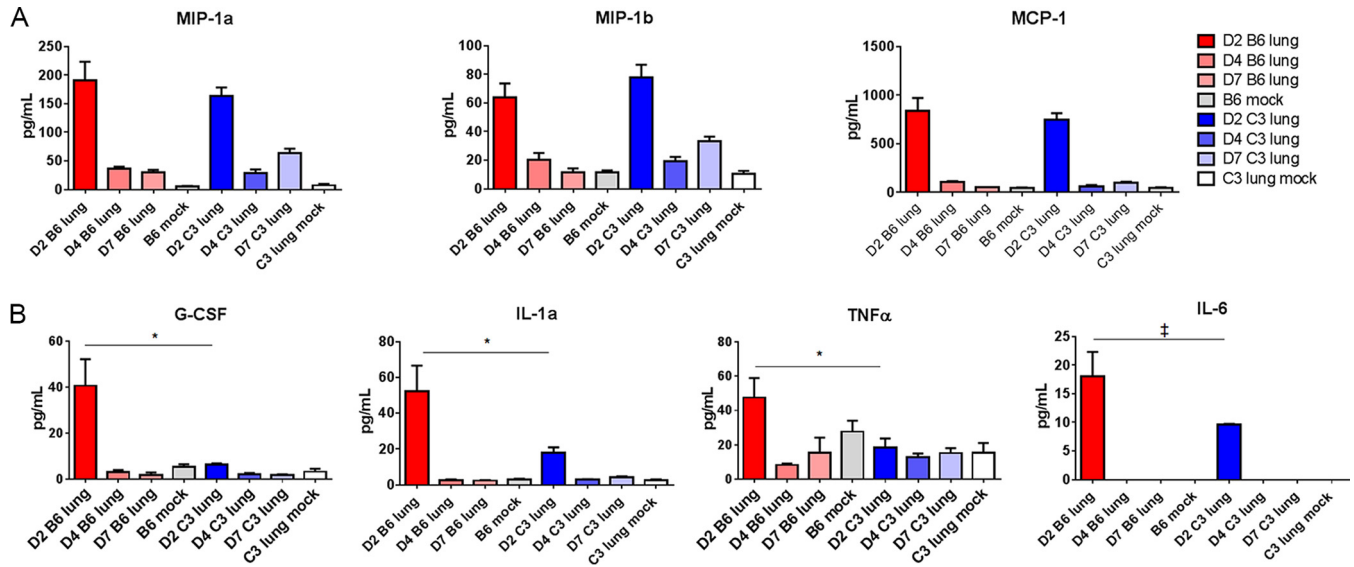 A
MIP-1a
250
200
150
100
50
0
pg/mL
D2 B6 lung
D4 B6 lung
D7 B6 lung
B6 mock
D2 C3 lung
D4 C3 lung
D7 C3 lung
C3 lung mock
MIP-1b
80
60
40
20
0
pg/mL
D2 B6 lung
D4 B6 lung
D7 B6 lung
B6 mock
D2 C3 lung
D4 C3 lung
D7 C3 lung
C3 lung mock
MCP-1
1500
1000
500
0
pg/mL
D2 B6 lung
D4 B6 lung
D7 B6 lung
B6 mock
D2 C3 lung
D4 C3 lung
D7 C3 lung
C3 lung mock
D2 B6 lung
D4 B6 lung
D7 B6 lung
B6 mock
D2 C3 lung
D4 C3 lung
D7 C3 lung
C3 lung mock
B
G-CSF
60
40
20
0
pg/mL
*
D2 B6 lung
D4 B6 lung
D7 B6 lung
B6 mock
D2 C3 lung
D4 C3 lung
D7 C3 lung
C3 lung mock
IL-1a
80
60
40
20
0
pg/mL
*
D2 B6 lung
D4 B6 lung
D7 B6 lung
B6 mock
D2 C3 lung
D4 C3 lung
D7 C3 lung
C3 lung mock
TNFα
80
60
40
20
0
pg/mL
*
D2 B6 lung
D4 B6 lung
D7 B6 lung
B6 mock
D2 C3 lung
D4 C3 lung
D7 C3 lung
C3 lung mock
IL-6
25
20
15
10
5
0
pg/mL
‡
D2 B6 lung
D4 B6 lung
D7 B6 lung
B6 mock
D2 C3 lung
D4 C3 lung
D7 C3 lung
C3 lung mock